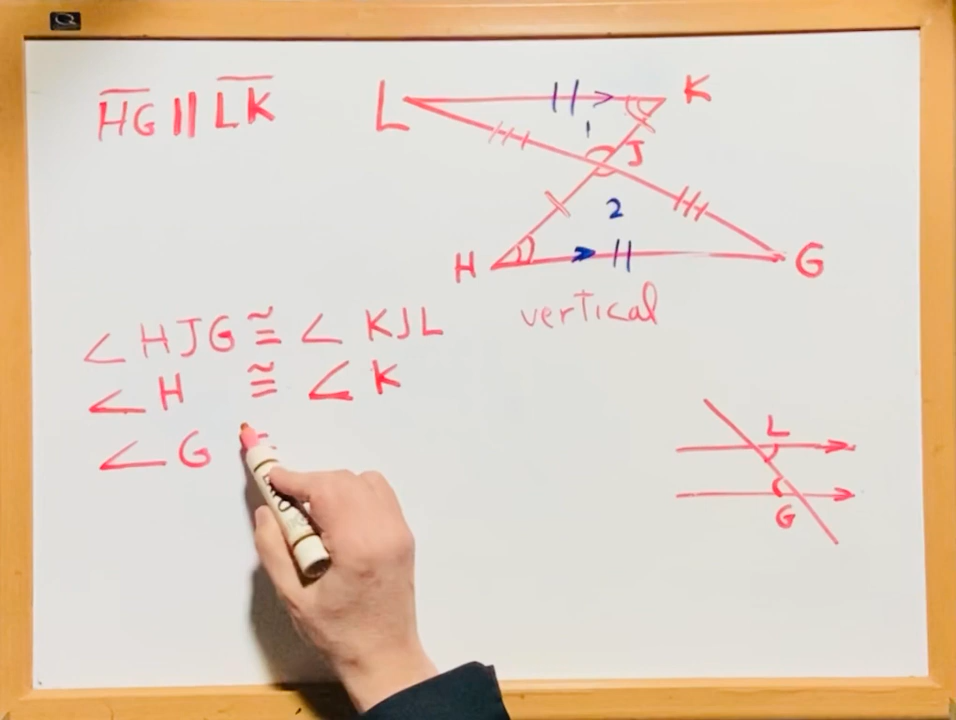 HG || LK
L
K
1
J
2
H
G
vertical
<HJG ≅ <KJL
<H ≅ <K
<G
L
G